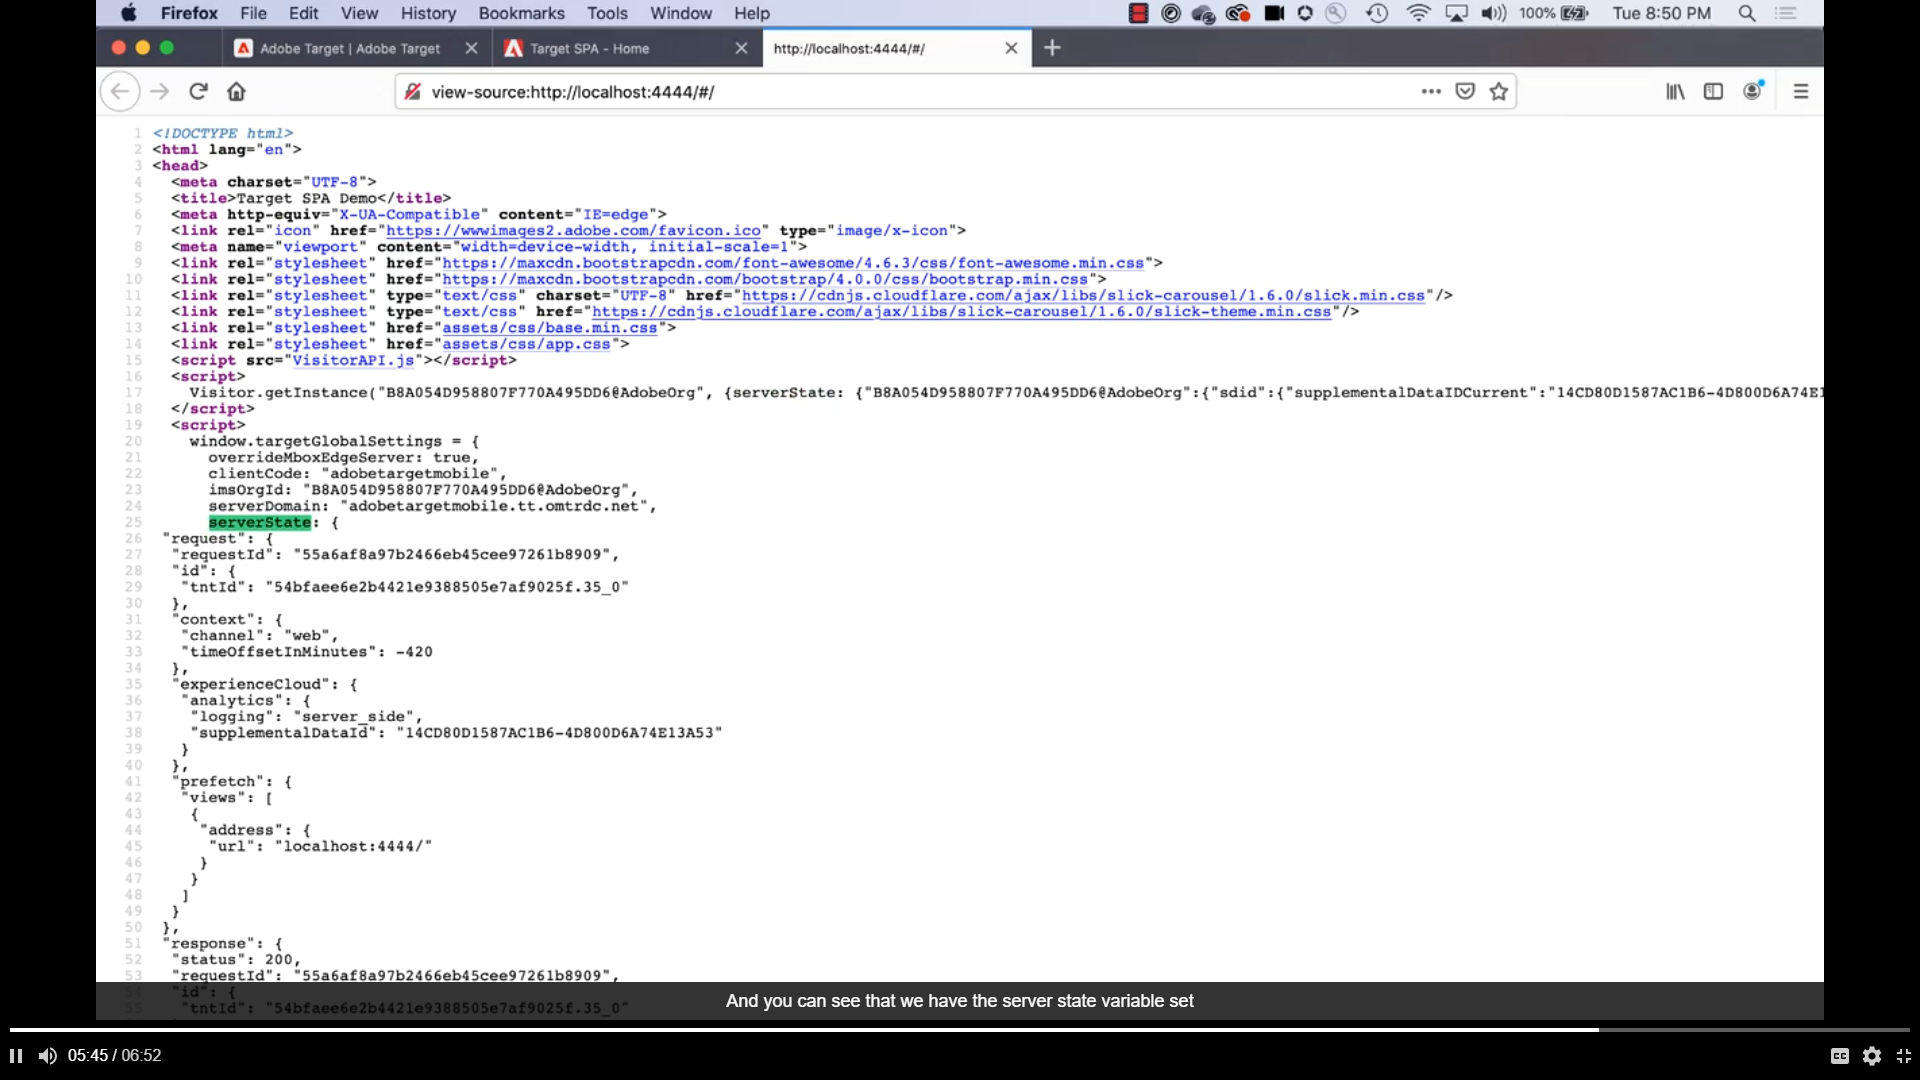 Firefox File Edit View History Bookmarks Tools Window Help 100% Tue 8:50 PM
Adobe Target | Adobe Target Target SPA - Home http://localhost:4444/#/
view-source:http://localhost:4444/#/
1 <!DOCTYPE html>
2 <html lang="en">
3 <head>
4 <meta charset="UTF-8">
5 <title>Target SPA Demo</title>
6 <meta http-equiv="X-UA-Compatible" content="IE=edge">
7 <link rel="icon" href="https://wwwimages2.adobe.com/favicon.ico" type="image/x-icon">
8 <meta name="viewport" content="width=device-width, initial-scale=1">
9 <link rel="stylesheet" href="https://maxcdn.bootstrapcdn.com/font-awesome/4.6.3/css/font-awesome.min.css">
10 <link rel="stylesheet" href="https://maxcdn.bootstrapcdn.com/bootstrap/4.0.0/css/bootstrap.min.css">
11 <link rel="stylesheet" type="text/css" charset="UTF-8" href="https://cdnjs.cloudflare.com/ajax/libs/slick-carousel/1.6.0/slick.min.css"/>
12 <link rel="stylesheet" type="text/css" href="https://cdnjs.cloudflare.com/ajax/libs/slick-carousel/1.6.0/slick-theme.min.css"/>
13 <link rel="stylesheet" href="assets/css/base.min.css">
14 <link rel="stylesheet" href="assets/css/app.css">
15 <script src="VisitorAPI.js"></script>
16 <script>
17 Visitor.getInstance("B8A054D958807F770A495DD6@AdobeOrg", {serverState: {"B8A054D958807F770A495DD6@AdobeOrg":{"sdid":{"supplementalDataIDCurrent":"14CD80D1587AC1B6-4D800D6A74E1
18 </script>
19 <script>
20 window.targetGlobalSettings = {
21 overrideMboxEdgeServer: true,
22 clientCode: "adobetargetmobile",
23 imsOrgId: "B8A054D958807F770A495DD6@AdobeOrg",
24 serverDomain: "adobetargetmobile.tt.omtrdc.net",
25 serverState: {
26 "request": {
27 "requestId": "55a6af8a97b2466eb45cee97261b8909",
28 "id": {
29 "tntId": "54bfaee6e2b4421e9388505e7af9025f.35_0"
30 },
31 "context": {
32 "channel": "web",
33 "timeOffsetInMinutes": -420
34 },
35 "experienceCloud": {
36 "analytics": {
37 "logging": "server_side",
38 "supplementalDataId": "14CD80D1587AC1B6-4D800D6A74E13A53"
39 }
40 },
41 "prefetch": {
42 "views": [
43 {
44 "address": {
45 "url": "localhost:4444/"
46 }
47 }
48 ]
49 }
50 },
51 "response": {
52 "status": 200,
53 "requestId": "55a6af8a97b2466eb45cee97261b8909",
54 "id": {
55 "tntId": "54bfaee6e2b4421e9388505e7af9025f.35_0"
And you can see that we have the server state variable set
05:45 / 06:52
CC